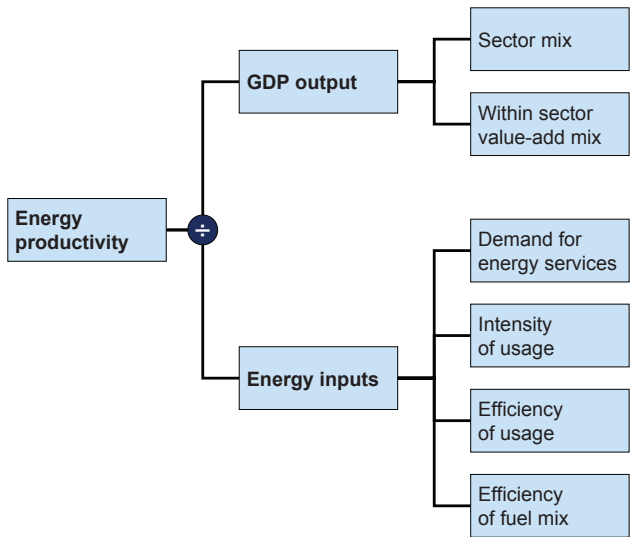 Energy
productivity
÷
GDP output
Energy inputs
Sector mix
Within sector
value-add mix
Demand for
energy services
Intensity
of usage
Efficiency
of usage
Efficiency
of fuel mix